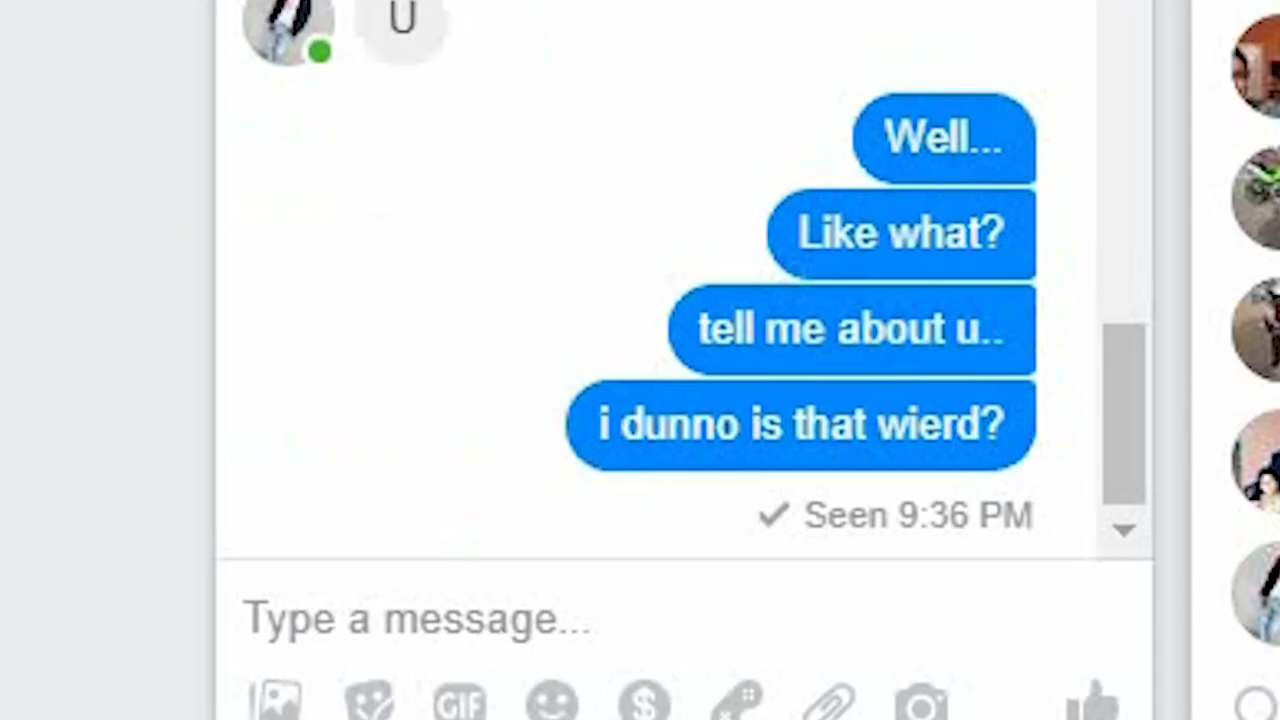 U
Well...
Like what?
tell me about u..
i dunno is that wierd?
Seen 9:36 PM
Type a message...
GIF
$